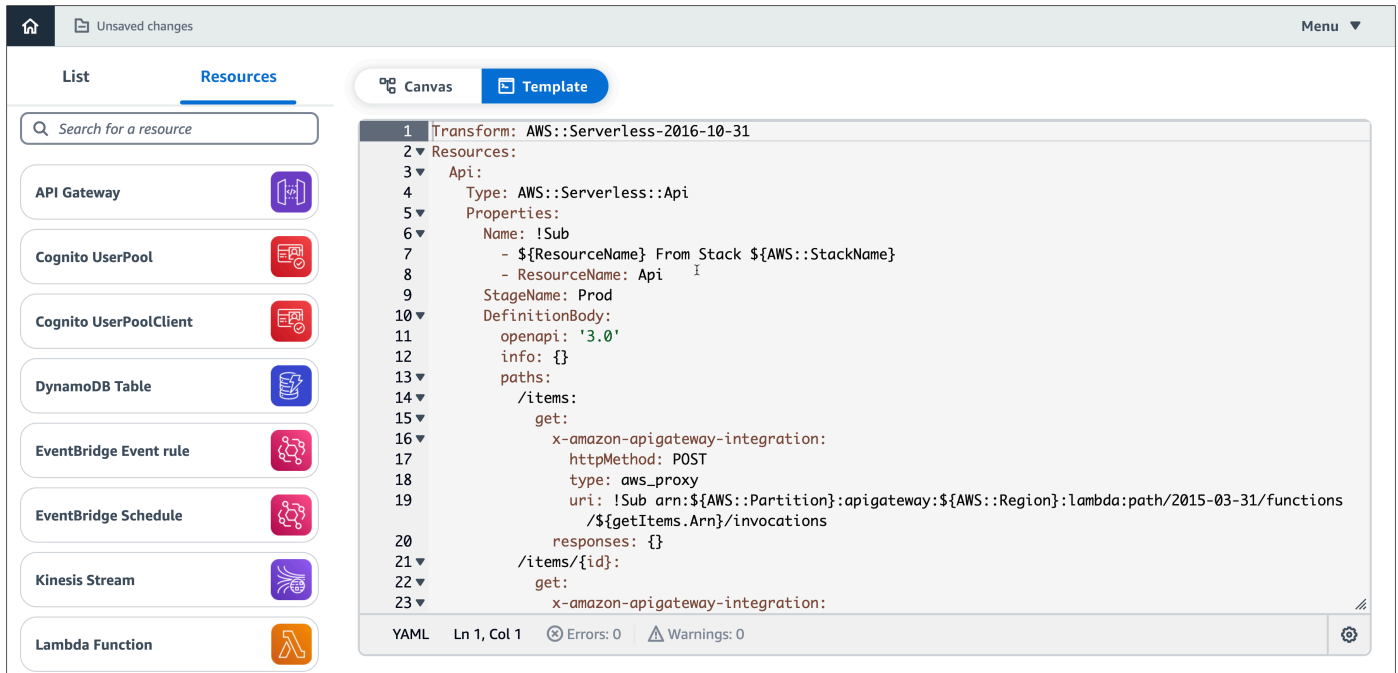 Unsaved changes
Menu
List
Resources
Search for a resource
API Gateway
Cognito UserPool
Cognito UserPoolClient
DynamoDB Table
EventBridge Event rule
EventBridge Schedule
Kinesis Stream
Lambda Function
Canvas
Template
1 Transform: AWS::Serverless-2016-10-31
2 Resources:
3   Api:
4     Type: AWS::Serverless::Api
5     Properties:
6       Name: !Sub
7         - ${ResourceName} From Stack ${AWS::StackName}
8         - ResourceName: Api
9       StageName: Prod
10       DefinitionBody:
11         openapi: '3.0'
12         info: {}
13         paths:
14           /items:
15             get:
16               x-amazon-apigateway-integration:
17                 httpMethod: POST
18                 type: aws_proxy
19                 uri: !Sub arn:${AWS::Partition}:apigateway:${AWS::Region}:lambda:path/2015-03-31/functions
/${getItems.Arn}/invocations
20               responses: {}
21           /items/{id}:
22             get:
23               x-amazon-apigateway-integration:
YAML Ln 1, Col 1 Errors: 0 Warnings: 0